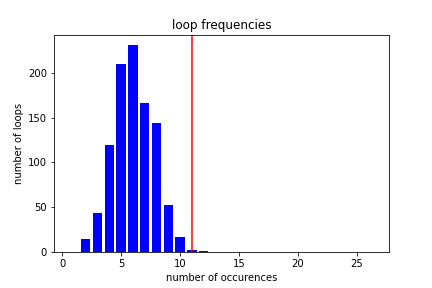 loop frequencies
number of loops
200
150
100
50
0
0 5 10 15 20 25
number of occurences